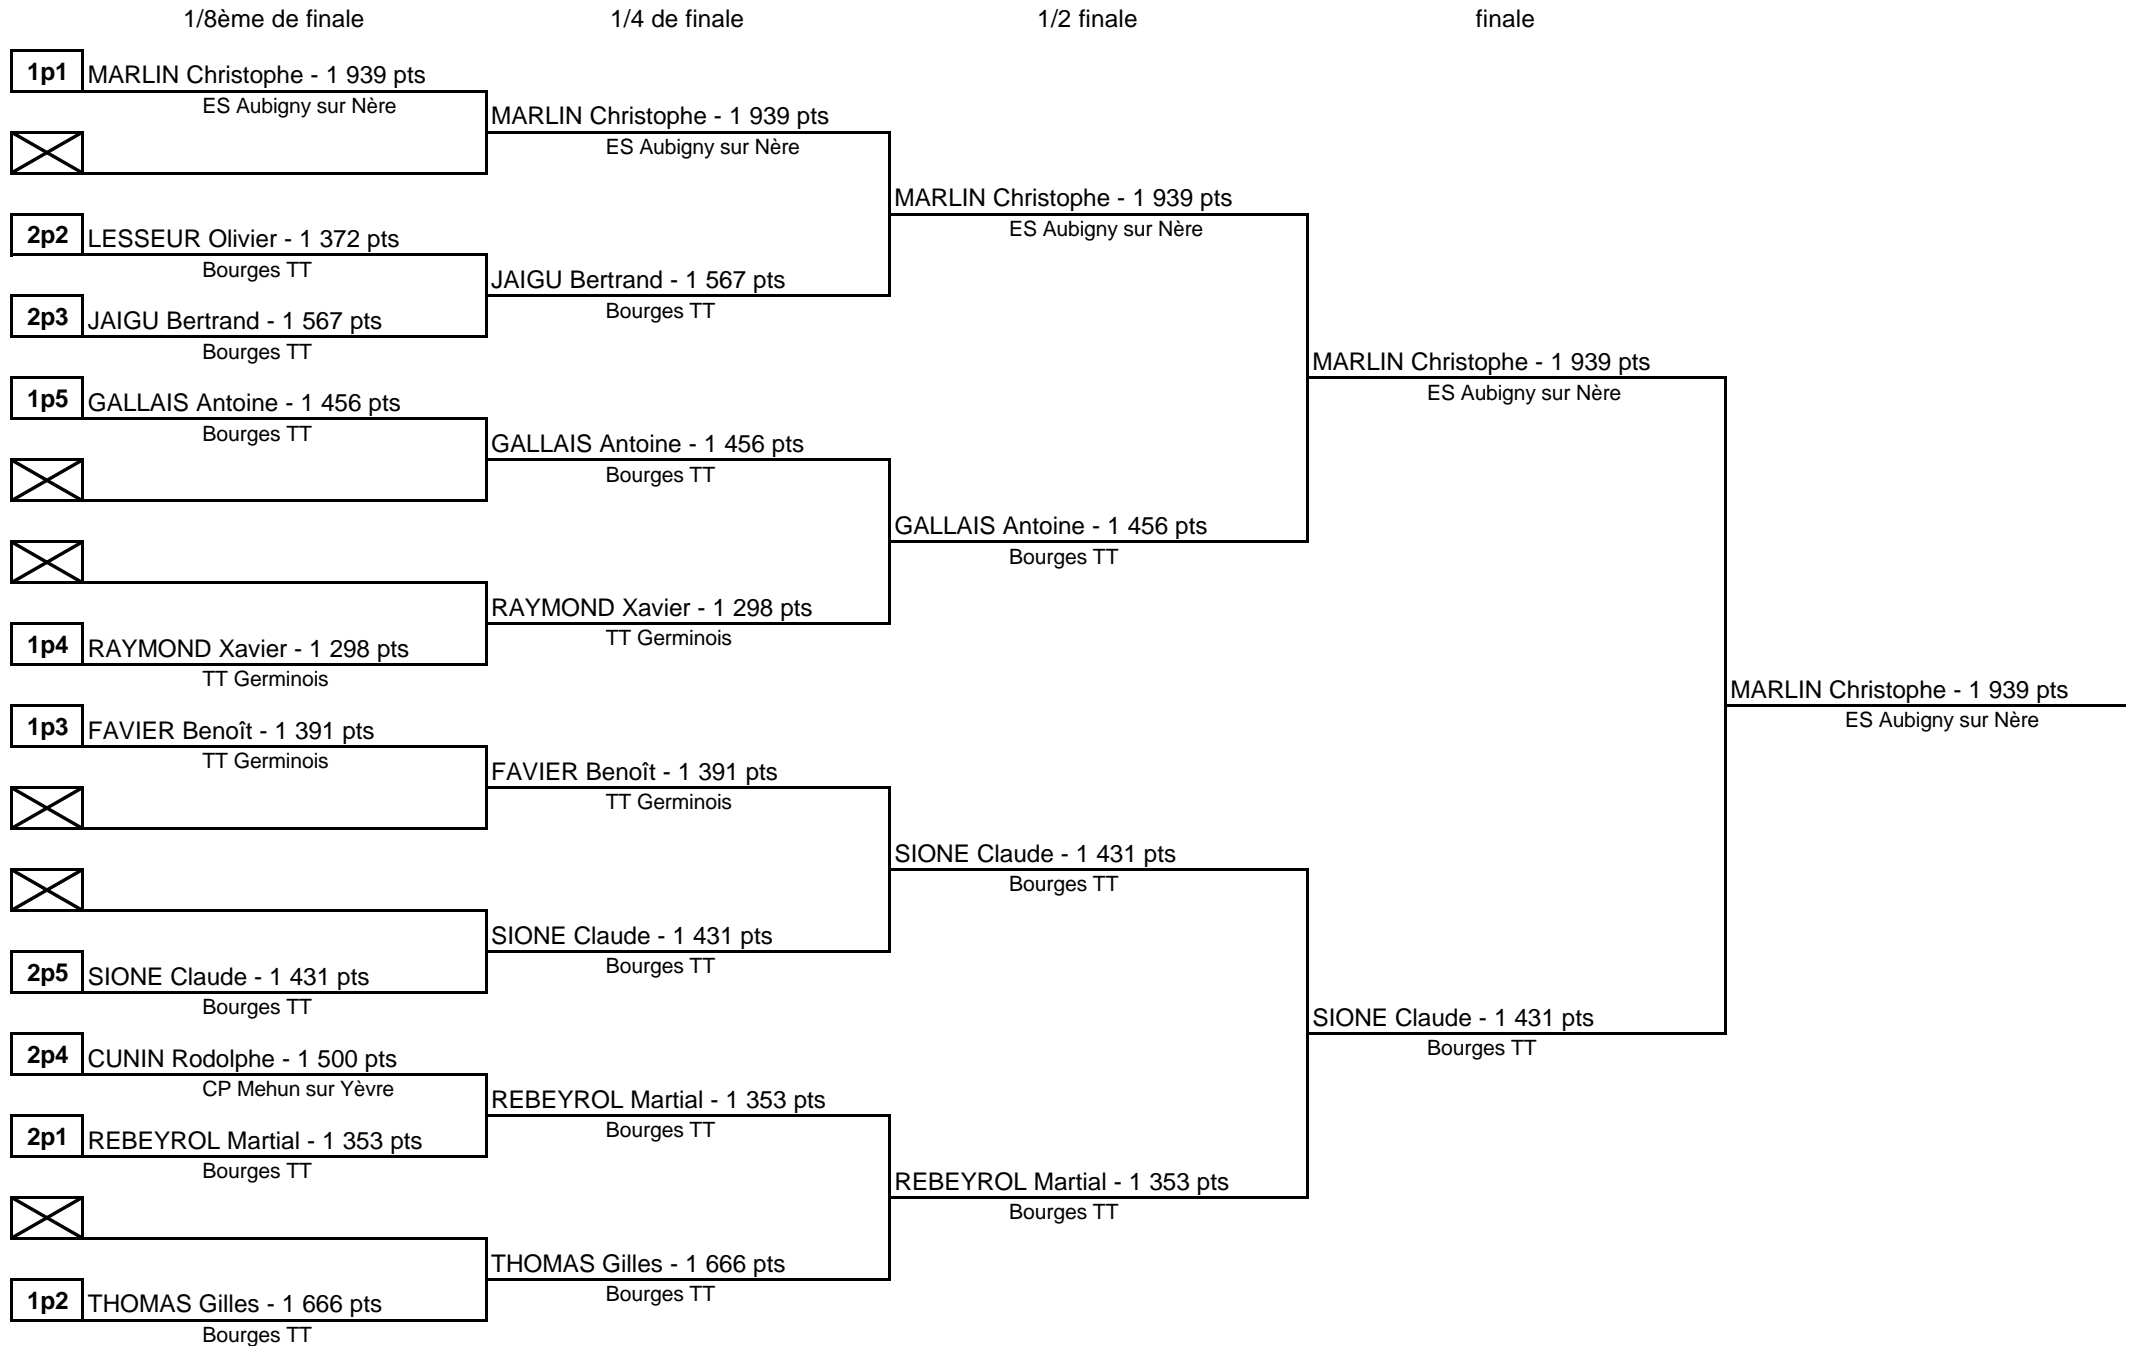 1/8ème de finale
1/4 de finale
1/2 finale
finale
1p1
MARLIN Christophe - 1 939 pts
ES Aubigny sur Nère
2p2
LESSEUR Olivier - 1 372 pts
Bourges TT
2p3
JAIGU Bertrand - 1 567 pts
Bourges TT
1p5
GALLAIS Antoine - 1 456 pts
Bourges TT
1p4
RAYMOND Xavier - 1 298 pts
TT Germinois
1p3
FAVIER Benoît - 1 391 pts
TT Germinois
2p5
SIONE Claude - 1 431 pts
Bourges TT
2p4
CUNIN Rodolphe - 1 500 pts
CP Mehun sur Yèvre
2p1
REBEYROL Martial - 1 353 pts
Bourges TT
1p2
THOMAS Gilles - 1 666 pts
Bourges TT
MARLIN Christophe - 1 939 pts
ES Aubigny sur Nère
JAIGU Bertrand - 1 567 pts
Bourges TT
GALLAIS Antoine - 1 456 pts
Bourges TT
RAYMOND Xavier - 1 298 pts
TT Germinois
FAVIER Benoît - 1 391 pts
TT Germinois
SIONE Claude - 1 431 pts
Bourges TT
REBEYROL Martial - 1 353 pts
Bourges TT
THOMAS Gilles - 1 666 pts
Bourges TT
MARLIN Christophe - 1 939 pts
ES Aubigny sur Nère
GALLAIS Antoine - 1 456 pts
Bourges TT
SIONE Claude - 1 431 pts
Bourges TT
REBEYROL Martial - 1 353 pts
Bourges TT
MARLIN Christophe - 1 939 pts
ES Aubigny sur Nère
SIONE Claude - 1 431 pts
Bourges TT
MARLIN Christophe - 1 939 pts
ES Aubigny sur Nère